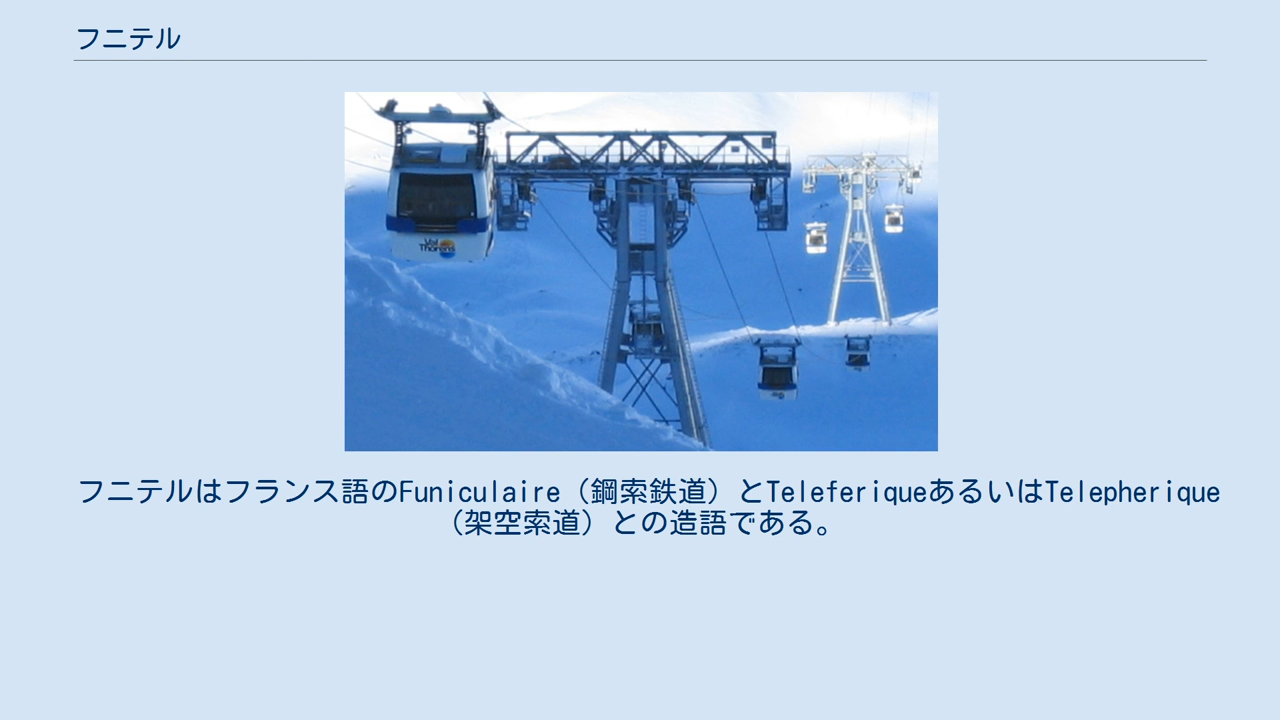 フニテル
Val
Thorens
フニテルはフランス語のFuniculaire（鋼索鉄道）とTeleferiqueあるいはTelepherique
（架空索道）との造語である。